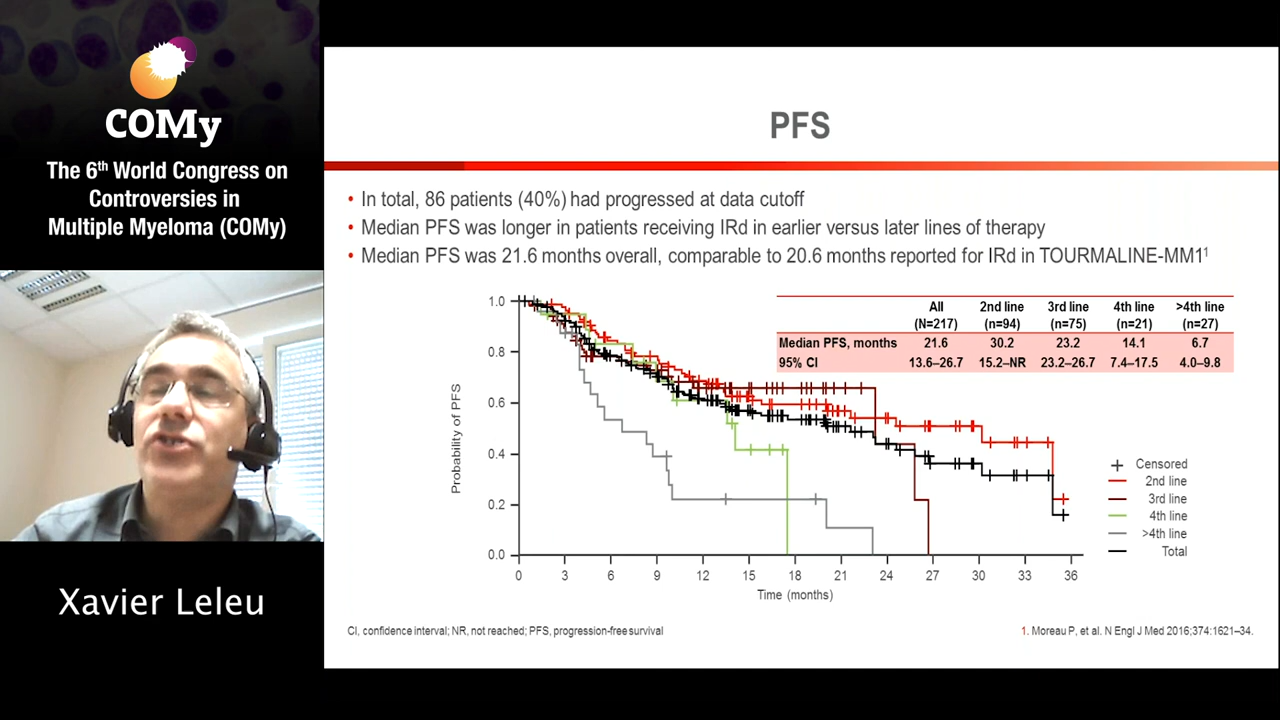 COMy
The 6th World Congress on
Controversies in
Multiple Myeloma (COMy)
Xavier Leleu
PFS
• In total, 86 patients (40%) had progressed at data cutoff
• Median PFS was longer in patients receiving IRd in earlier versus later lines of therapy
• Median PFS was 21.6 months overall, comparable to 20.6 months reported for IRd in TOURMALINE-MM1¹
All 2nd line 3rd line 4th line >4th line
(N=217) (n=94) (n=75) (n=21) (n=27)
Median PFS, months 21.6 30.2 23.2 14.1 6.7
95% CI 13.6–26.7 15.2–NR 23.2–26.7 7.4–17.5 4.0–9.8
Probability of PFS
1.0
0.8
0.6
0.4
0.2
0.0
0 3 6 9 12 15 18 21 24 27 30 33 36
Time (months)
Censored
2nd line
3rd line
4th line
>4th line
Total
CI, confidence interval; NR, not reached; PFS, progression-free survival
1. Moreau P, et al. N Engl J Med 2016;374:1621–34.